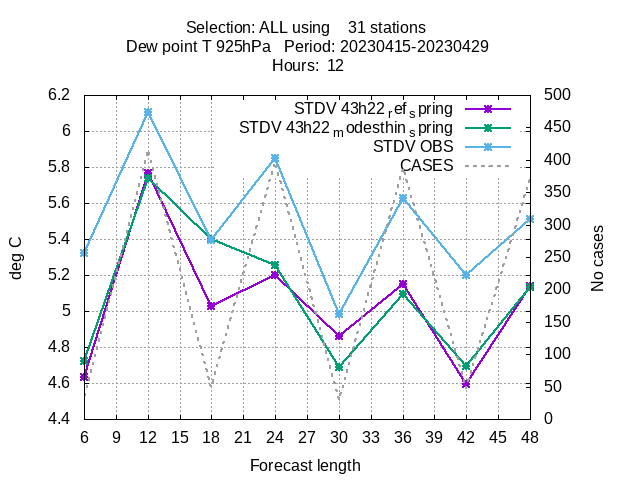 Selection: ALL using 31 stations
Dew point T 925hPa Period: 20230415-20230429
Hours: 12
STDV 43h22 ref spring
STDV 43h22 modesthin spring
STDV OBS
CASES
6.2
6
5.8
5.6
5.4
5.2
5
4.8
4.6
4.4
500
450
400
350
300
250
200
150
100
50
0
deg C
No cases
6 9 12 15 18 21 24 27 30 33 36 39 42 45 48
Forecast length